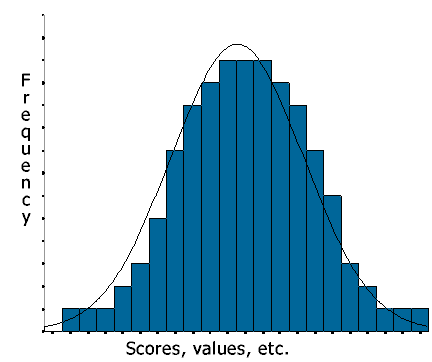 Frequency
Scores, values, etc.